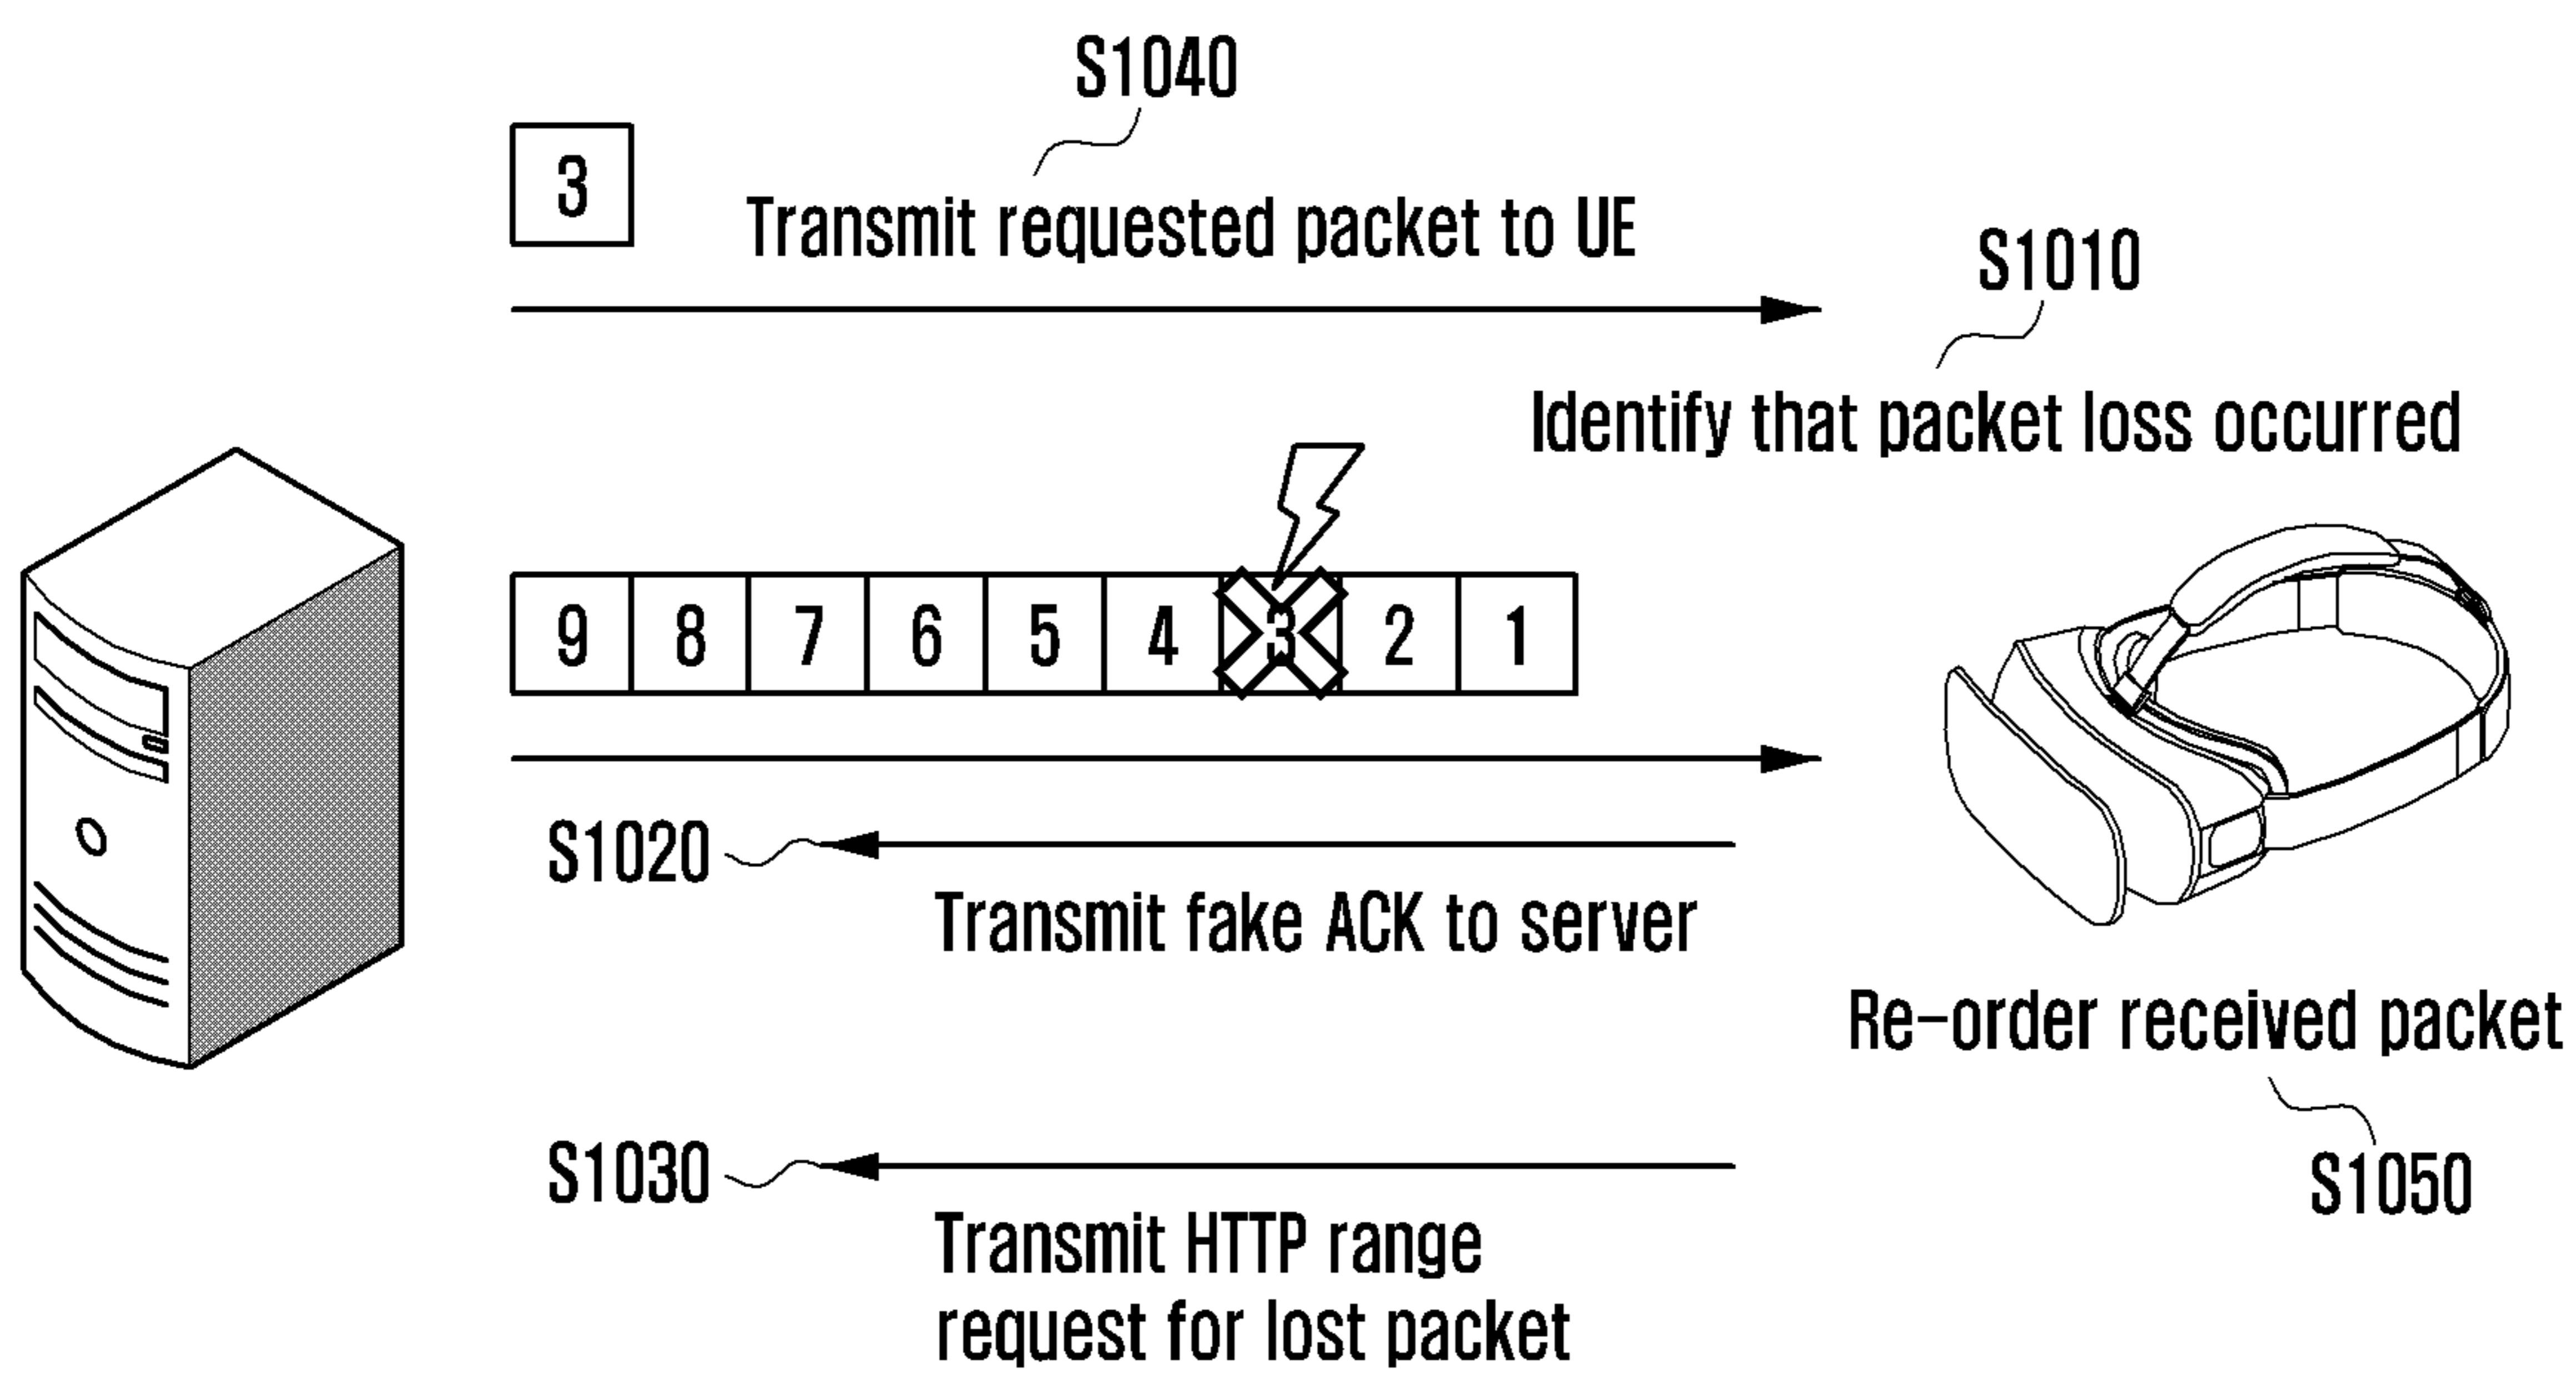 S1040
3
Transmit requested packet to UE
S1010
Identify that packet loss occurred
9 8 7 6 5 4 3 2 1
S1020
Transmit fake ACK to server
Re-order received packet
S1030
S1050
Transmit HTTP range
request for lost packet